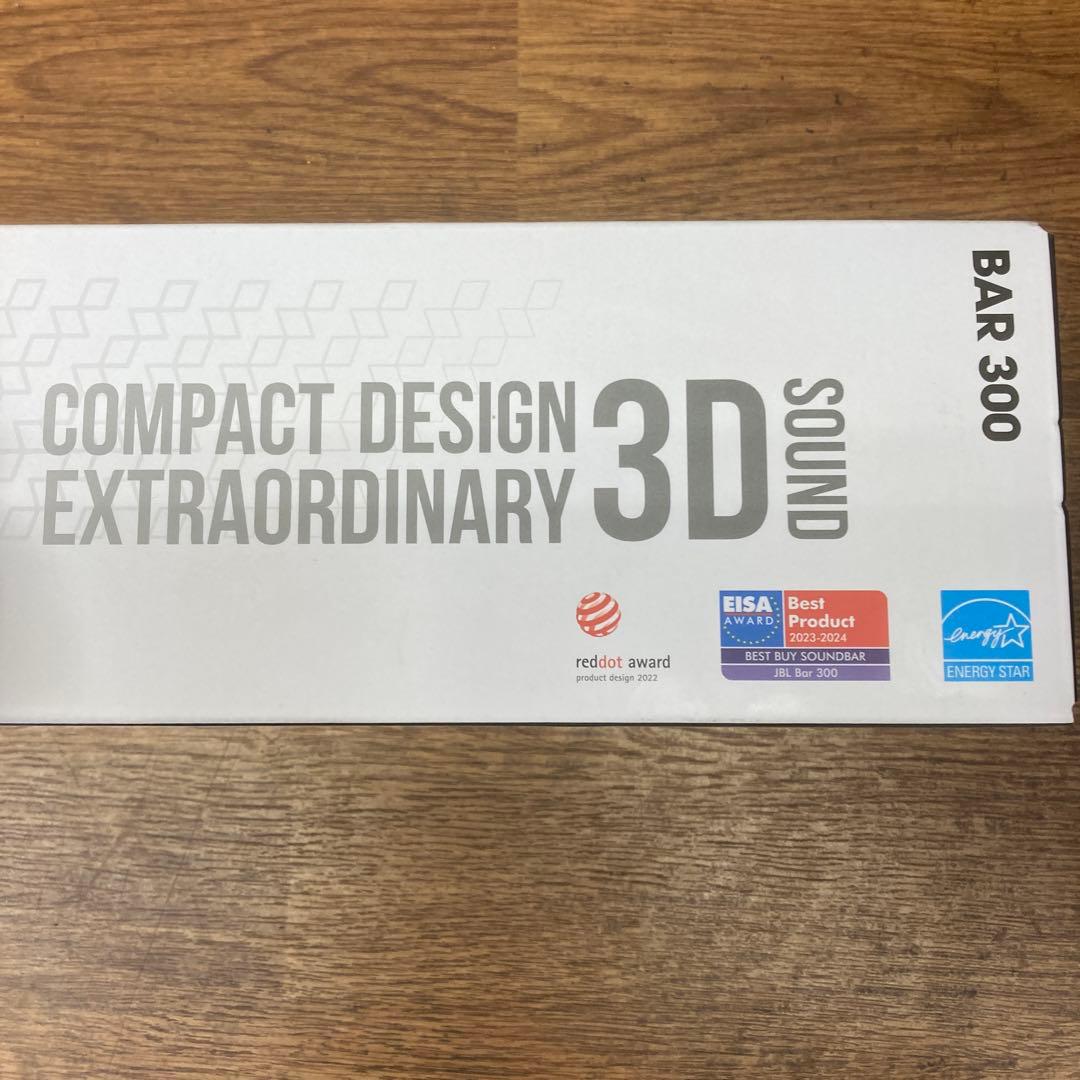 BAR 300
COMPACT DESIGN
EXTRAORDINARY
3D
SOUND
reddot award
product design 2022
EISA
AWARD
Best
Product
2023-2024
BEST BUY SOUNDBAR
JBL Bar 300
energy
ENERGY STAR